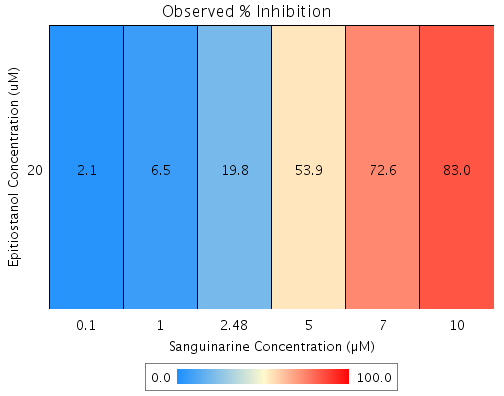 Observed % Inhibition
Epitiostanol Concentration (uM)
20
2.1 6.5 19.8 53.9 72.6 83.0
0.1 1 2.48 5 7 10
Sanguinarine Concentration (µM)
0.0 100.0